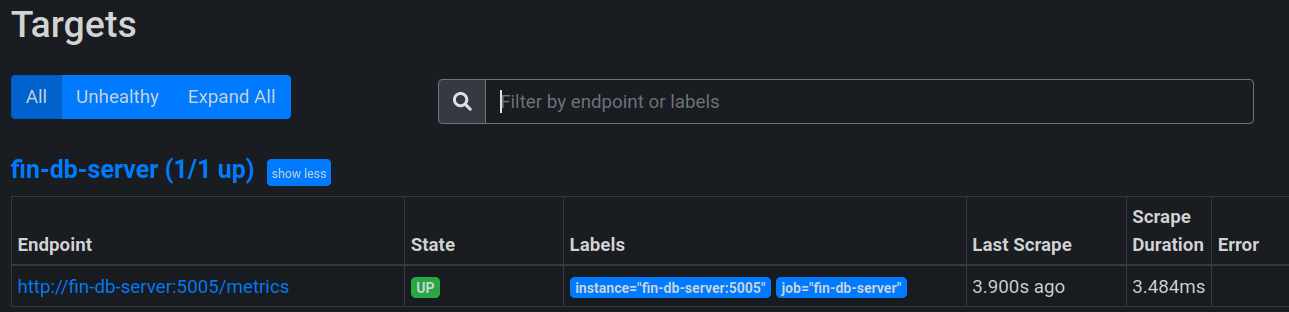 Targets
All Unhealthy Expand All
Filter by endpoint or labels
fin-db-server (1/1 up) show less
Endpoint State Labels Last Scrape Scrape Duration Error
http://fin-db-server:5005/metrics UP instance="fin-db-server:5005" job="fin-db-server" 3.900s ago 3.484ms